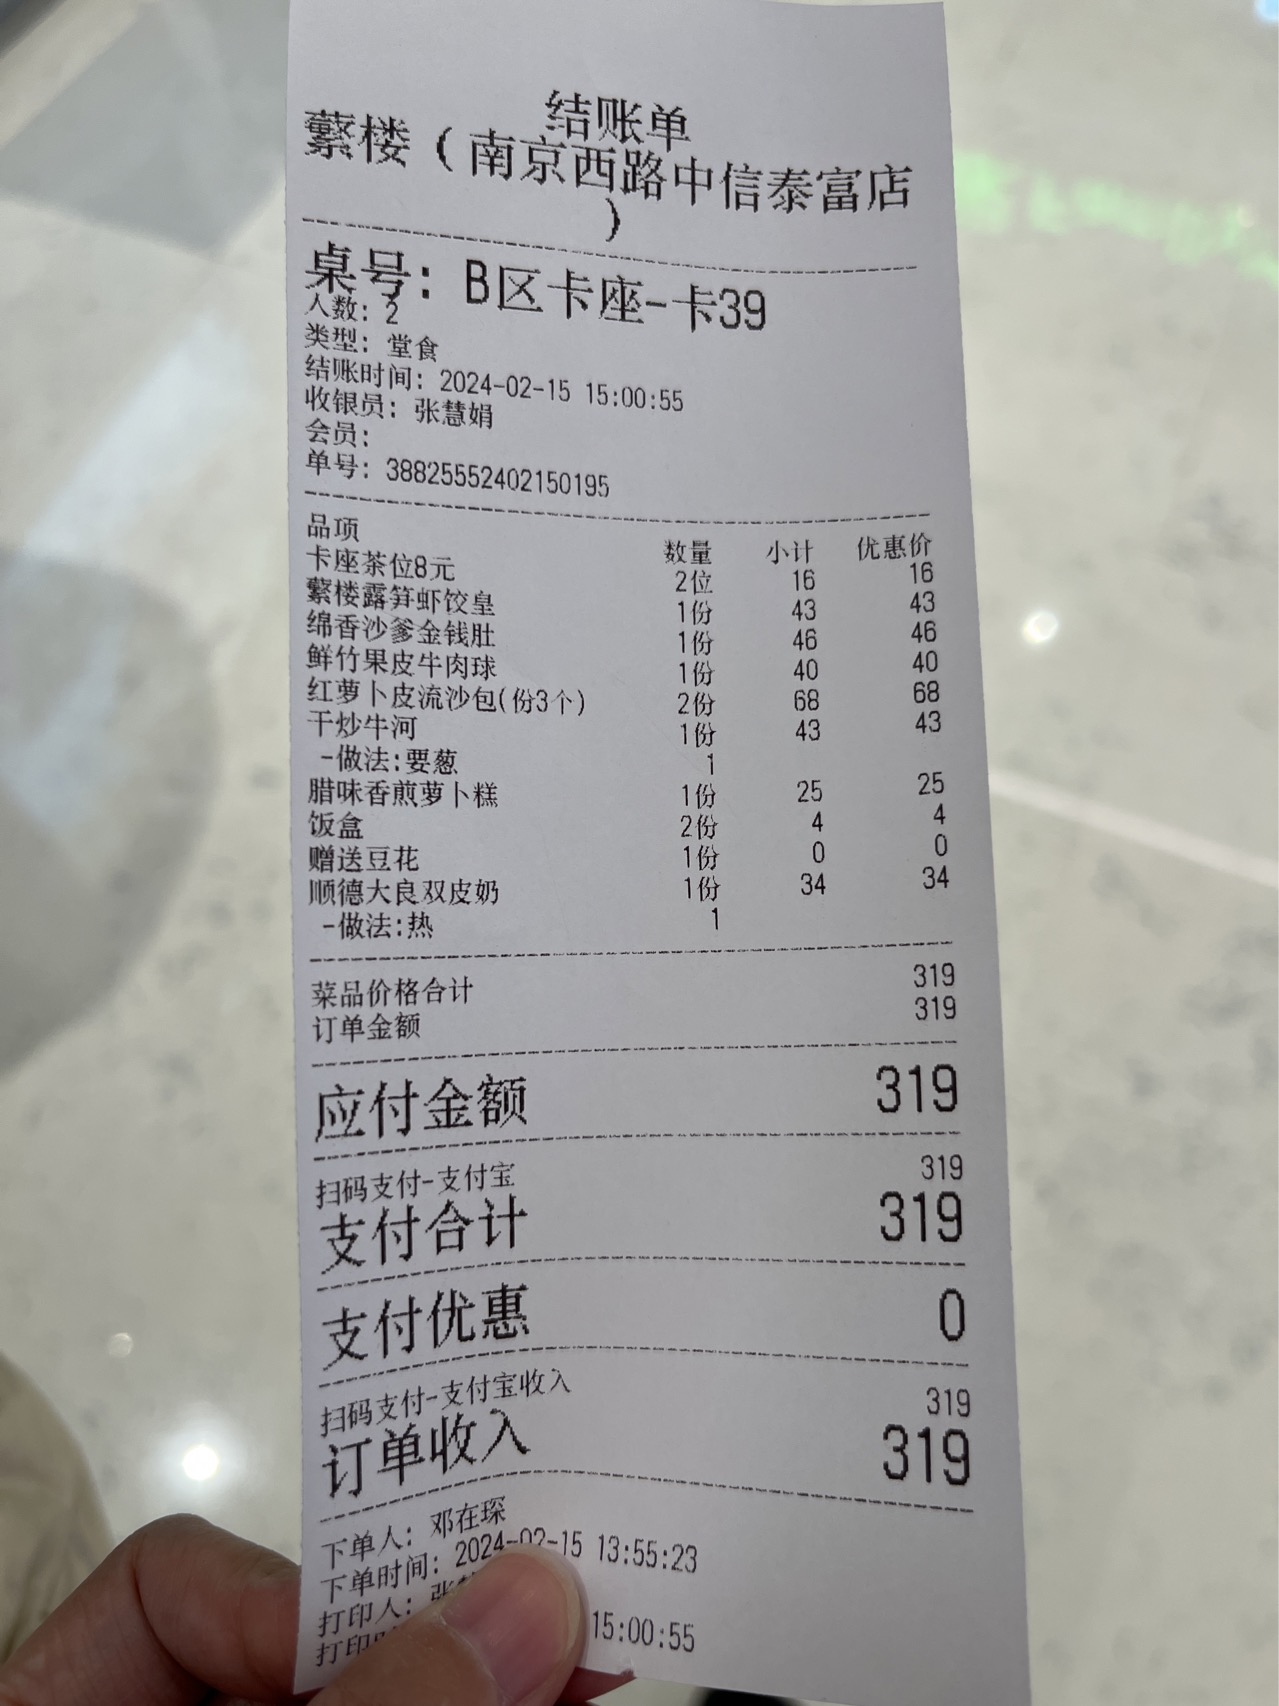 结账单
蘩楼（南京西路中信泰富店
）
桌号：B区卡座-卡39
人数：2
类型：堂食
结账时间：2024-02-15 15:00:55
收银员：张慧娟
会员：
单号：38825552402150195
品项 数量 小计 优惠价
卡座茶位8元 2位 16 16
蘩楼露笋虾饺皇 1份 43 43
绵香沙爹金钱肚 1份 46 46
鲜竹果皮牛肉球 1份 40 40
红萝卜皮流沙包(份3个) 2份 68 68
干炒牛河 1份 43 43
-做法:要葱 1
腊味香煎萝卜糕 1份 25 25
饭盒 2份 4 4
赠送豆花 1份 0 0
顺德大良双皮奶 1份 34 34
-做法:热 1
菜品价格合计 319
订单金额 319
应付金额 319
扫码支付-支付宝 319
支付合计 319
支付优惠 0
扫码支付-支付宝收入 319
订单收入 319
下单人：邓在琛
下单时间：2024-02-15 13:55:23
打印人：张
打印 15:00:55